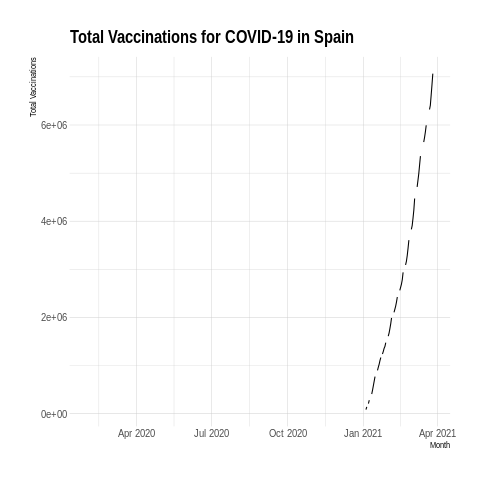 Total Vaccinations for COVID-19 in Spain
Total Vaccinations
6e+06
4e+06
2e+06
0e+00
Apr 2020 Jul 2020 Oct 2020 Jan 2021 Apr 2021
Month